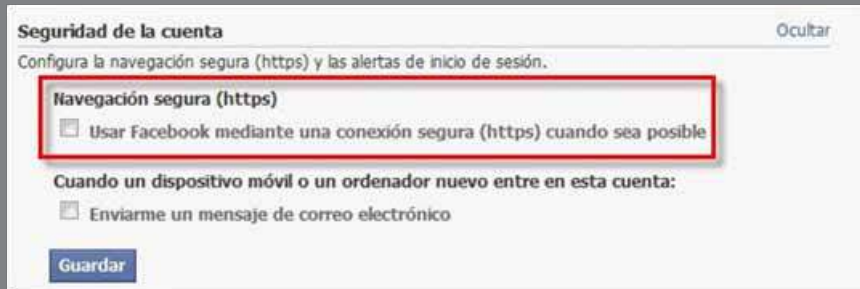 Seguridad de la cuenta
Ocultar
Configura la navegación segura (https) y las alertas de inicio de sesión.
Navegación segura (https)
Usar Facebook mediante una conexión segura (https) cuando sea posible
Cuando un dispositivo móvil o un ordenador nuevo entre en esta cuenta:
Enviarme un mensaje de correo electrónico
Guardar